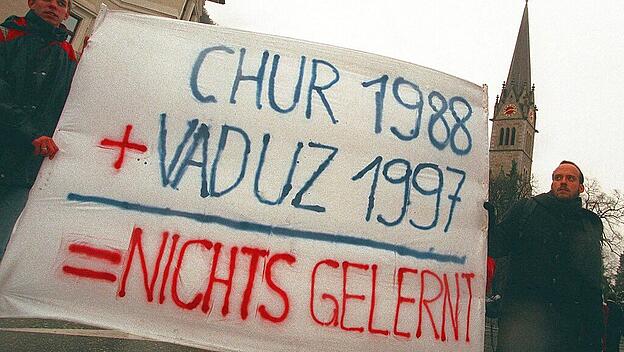 CHUR 1988
+ VADUZ 1997
= NICHTS GELERNT